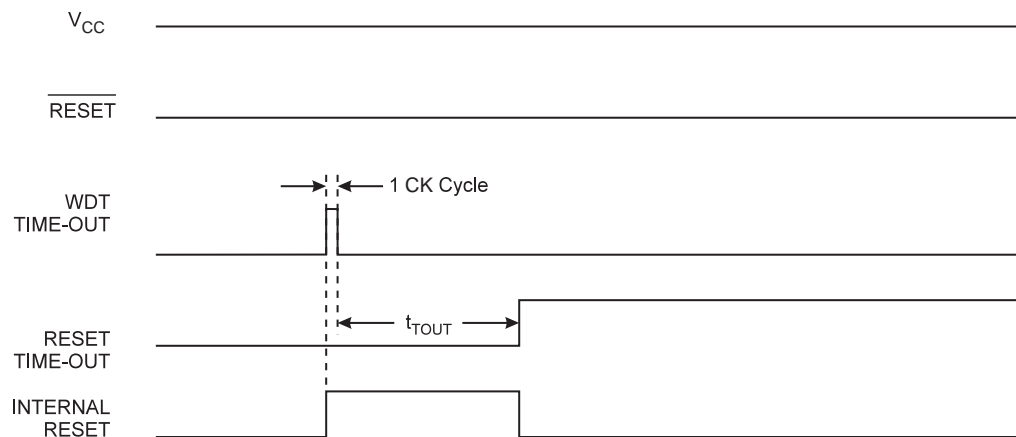 VCC
RESET
1 CK Cycle
WDT
TIME-OUT
tTOUT
RESET
TIME-OUT
INTERNAL
RESET